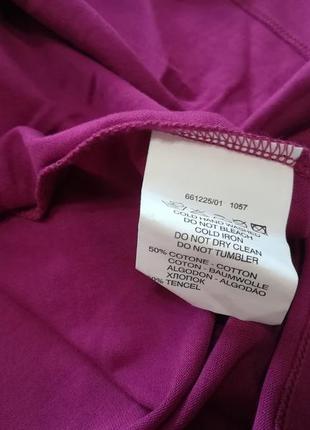 661225/01 1057
COLD HAND WASHED
DO NOT BLEACH
COLD IRON
DO NOT DRY CLEAN
DO NOT TUMBLER
50% COTONE - COTTON
COTON - BAUMWOLLE
ALGODON - ALGODÃO
ХЛОПОК
TENCEL